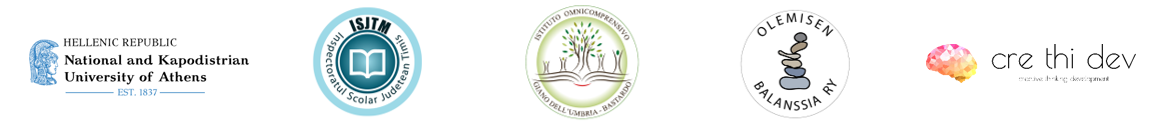 HELLENIC REPUBLIC
National and Kapodistrian
University of Athens
EST. 1837
ISJTM
Inspectoratul Scolar Judetean Timis
ISTITUTO OMNICOMPRENSIVO
GIANO DELL'UMBRIA - BASTARDO
OLEMISEN
BALANSSIA RY
cre thi dev
creative thinking development